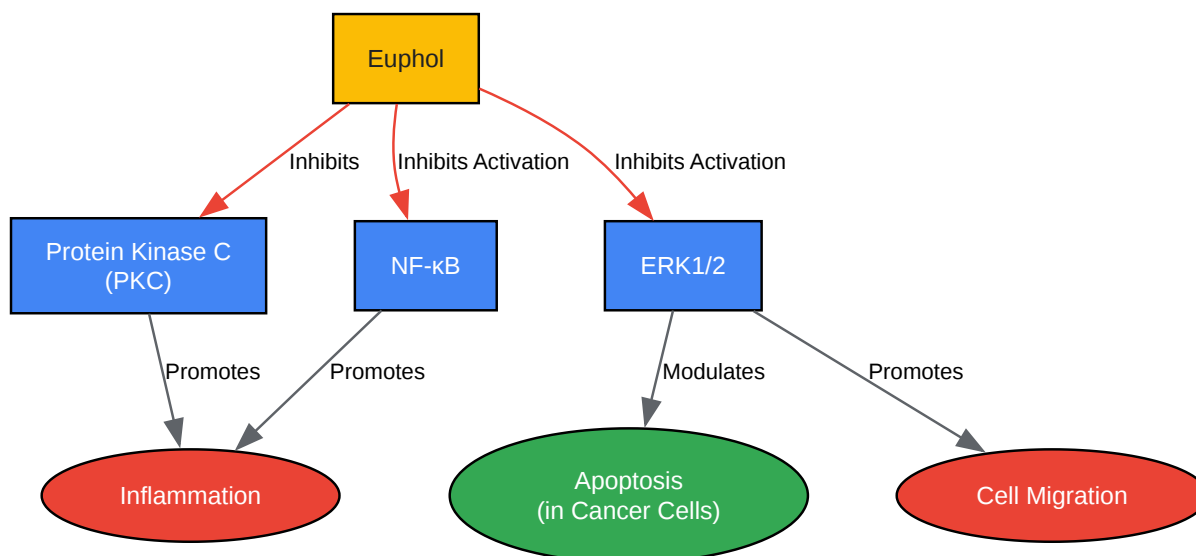 Euphol
Inhibits
Inhibits Activation
Inhibits Activation
Protein Kinase C
(PKC)
NF-κB
ERK1/2
Promotes
Promotes
Modulates
Promotes
Inflammation
Apoptosis
(in Cancer Cells)
Cell Migration